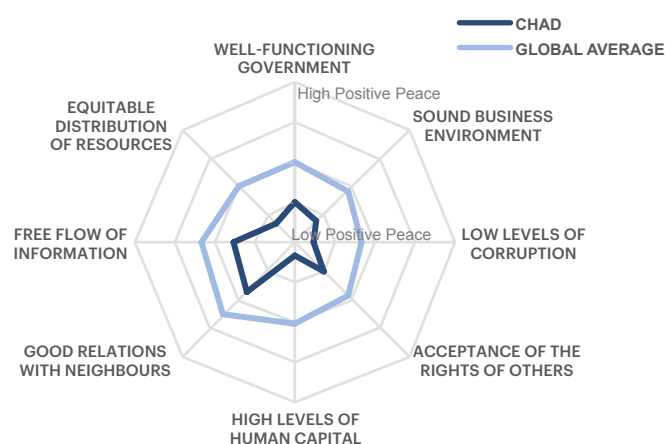 CHAD
GLOBAL AVERAGE
WELL-FUNCTIONING
GOVERNMENT
High Positive Peace
EQUITABLE
DISTRIBUTION
OF RESOURCES
SOUND BUSINESS
ENVIRONMENT
FREE FLOW OF
INFORMATION
Low Positive Peace
LOW LEVELS OF
CORRUPTION
GOOD RELATIONS
WITH NEIGHBOURS
ACCEPTANCE OF THE
RIGHTS OF OTHERS
HIGH LEVELS OF
HUMAN CAPITAL